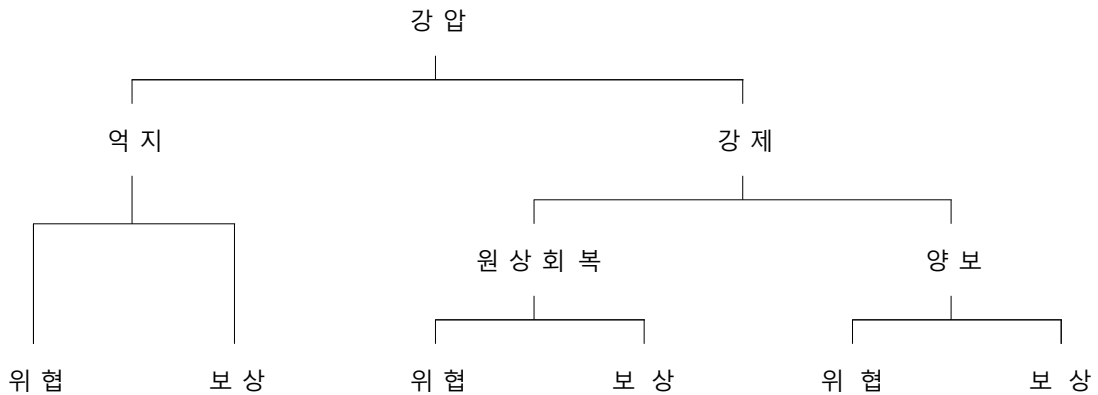 강 압
억 지 강 제
원 상 회 복 양 보
위 협 보 상 위 협 보 상 위 협 보 상